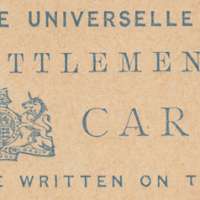 E UNIVERSELLE
TTLEMEN
CAR
E WRITTEN ON T